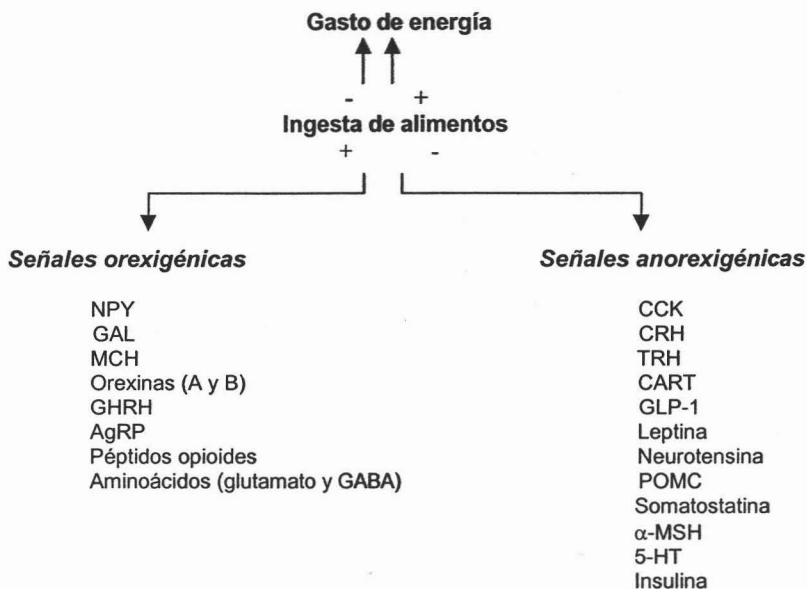 Gasto de energía
- +
Ingesta de alimentos
+ -
Señales orexigénicas
NPY
GAL
MCH
Orexinas (A y B)
GHRH
AgRP
Péptidos opioides
Aminoácidos (glutamato y GABA)
Señales anorexigénicas
CCK
CRH
TRH
CART
GLP-1
Leptina
Neurotensina
POMC
Somatostatina
α-MSH
5-HT
Insulina